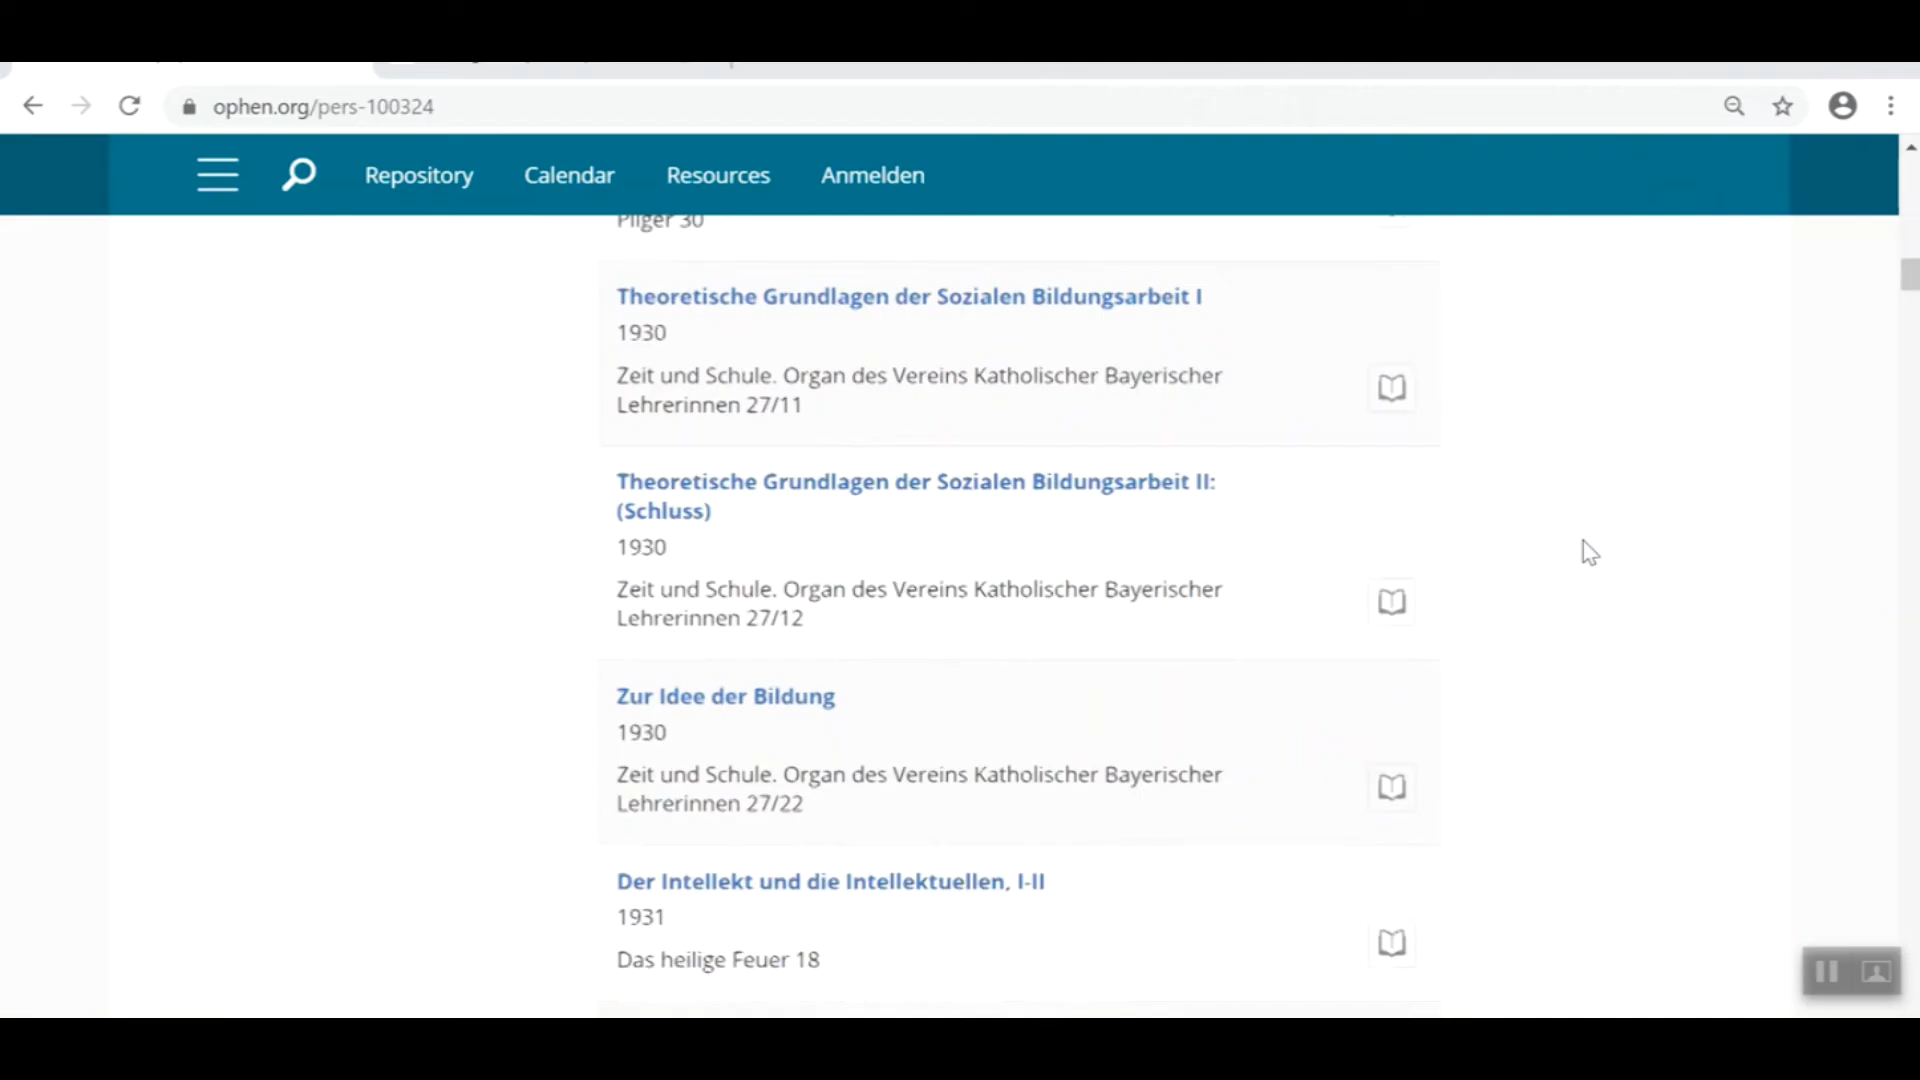 ophen.org/pers-100324
Repository
Calendar
Resources
Anmelden
Pilger 30
Theoretische Grundlagen der Sozialen Bildungsarbeit I
1930
Zeit und Schule. Organ des Vereins Katholischer Bayerischer
Lehrerinnen 27/11
Theoretische Grundlagen der Sozialen Bildungsarbeit II:
(Schluss)
1930
Zeit und Schule. Organ des Vereins Katholischer Bayerischer
Lehrerinnen 27/12
Zur Idee der Bildung
1930
Zeit und Schule. Organ des Vereins Katholischer Bayerischer
Lehrerinnen 27/22
Der Intellekt und die Intellektuellen, I-II
1931
Das heilige Feuer 18